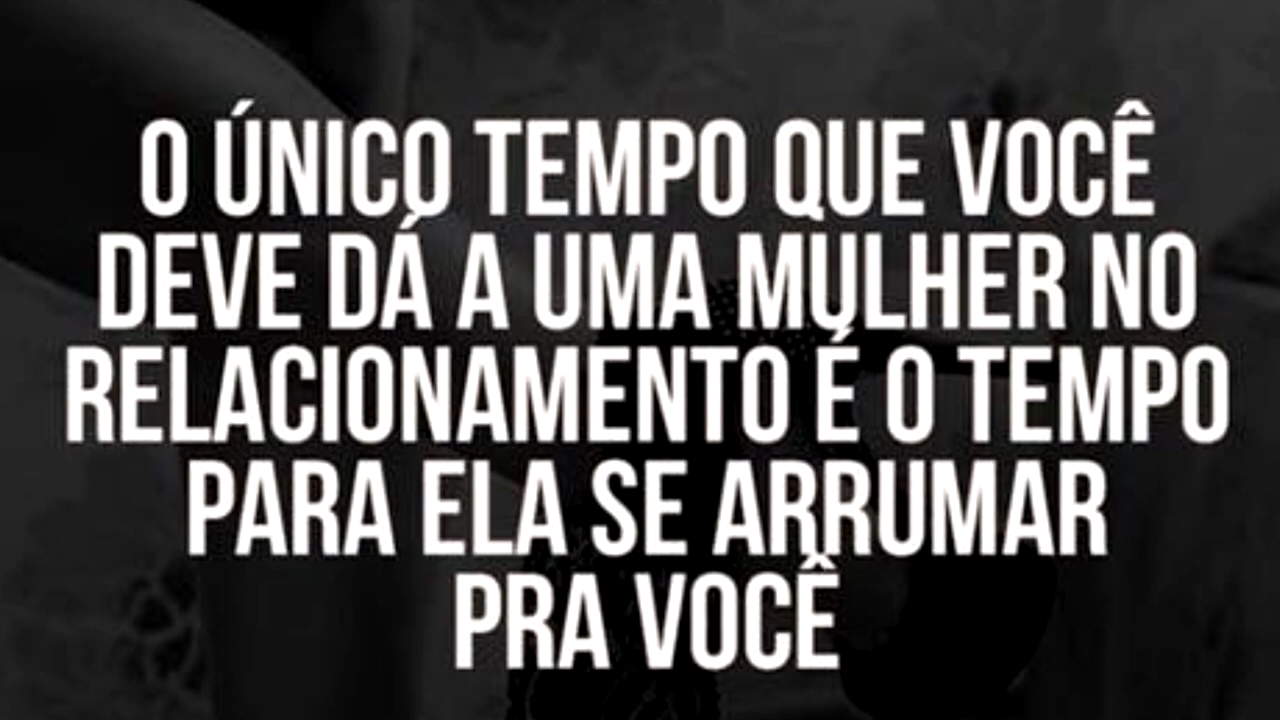 O ÚNICO TEMPO QUE VOCÊ
DEVE DÁ A UMA MULHER NO
RELACIONAMENTO É O TEMPO
PARA ELA SE ARRUMAR
PRA VOCÊ